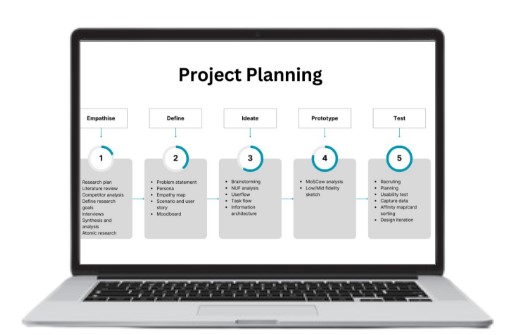 Project Planning
Empathise
Define
Ideate
Prototype
Test
1
2
3
4
5
Research plan
Literature review
Competitor analysis
Define research
goals
Interviews
Synthesis and
analysis
Atomic research
• Problem statement
• Persona
• Empathy map
• Scenario and user
story
• Moodboard
• Brainstorming
• NUF analysis
• Userflow
• Task flow
• Information
architecture
• MoSCow analysis
• Low/Mid fidelity
sketch
• Recruiting
• Planning
• Usability test
• Capture data
• Affinity map/card
sorting
• Design iteration